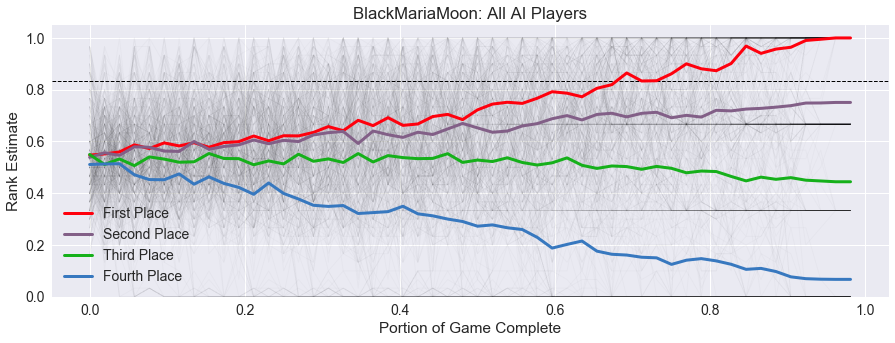 BlackMariaMoon: All AI Players
Rank Estimate
1.0
0.8
0.6
0.4
0.2
0.0
First Place
Second Place
Third Place
Fourth Place
0.0 0.2 0.4 0.6 0.8 1.0
Portion of Game Complete